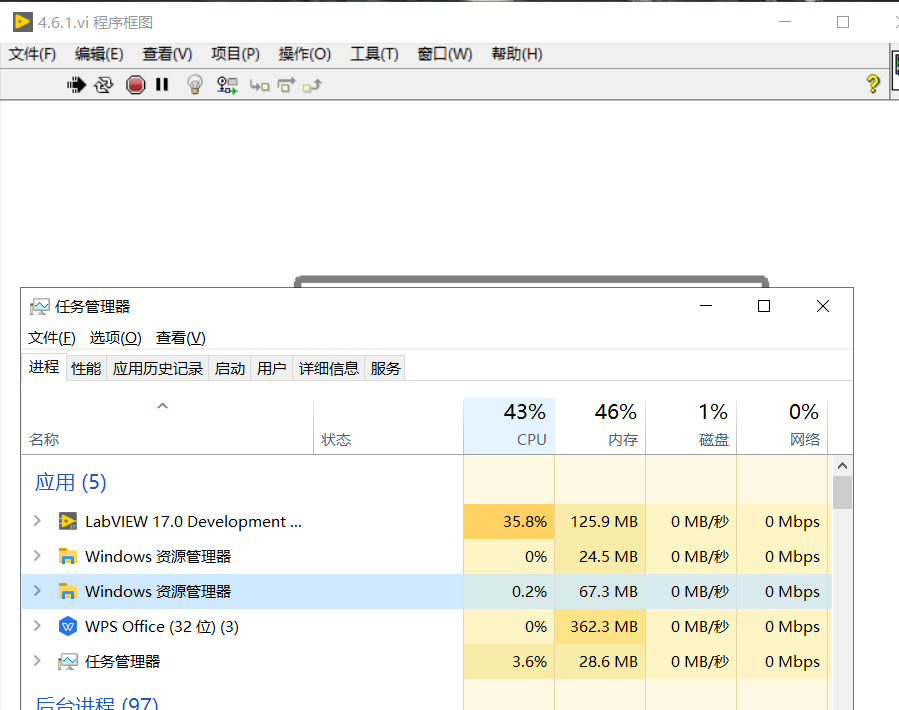 4.6.1.vi 程序框图
文件(F) 编辑(E) 查看(V) 项目(P) 操作(O) 工具(T) 窗口(W) 帮助(H)
任务管理器
文件(F) 选项(O) 查看(V)
进程 性能 应用历史记录 启动 用户 详细信息 服务
43% 46% 1% 0%
名称 状态 CPU 内存 磁盘 网络
应用 (5)
LabVIEW 17.0 Development ... 35.8% 125.9 MB 0 MB/秒 0 Mbps
Windows 资源管理器 0% 24.5 MB 0 MB/秒 0 Mbps
Windows 资源管理器 0.2% 67.3 MB 0 MB/秒 0 Mbps
WPS Office (32 位) (3) 0% 362.3 MB 0 MB/秒 0 Mbps
任务管理器 3.6% 28.6 MB 0 MB/秒 0 Mbps
后台进程 (97)